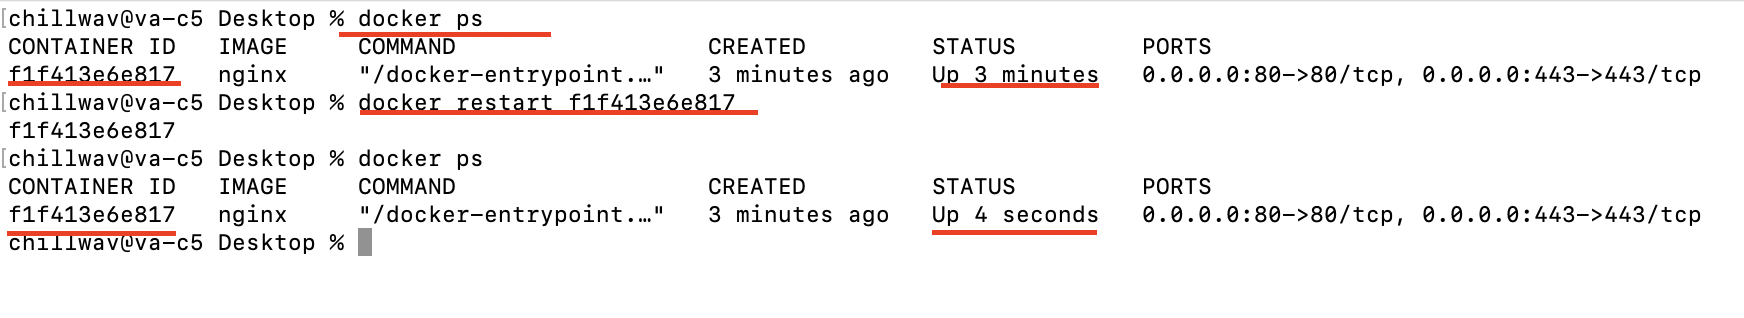 [chillwav@va-c5 Desktop % docker ps
CONTAINER ID   IMAGE     COMMAND                  CREATED         STATUS         PORTS
f1f413e6e817   nginx     "/docker-entrypoint.…"   3 minutes ago   Up 3 minutes   0.0.0.0:80->80/tcp, 0.0.0.0:443->443/tcp
[chillwav@va-c5 Desktop % docker restart f1f413e6e817
f1f413e6e817
[chillwav@va-c5 Desktop % docker ps
CONTAINER ID   IMAGE     COMMAND                  CREATED         STATUS         PORTS
f1f413e6e817   nginx     "/docker-entrypoint.…"   3 minutes ago   Up 4 seconds   0.0.0.0:80->80/tcp, 0.0.0.0:443->443/tcp
chillwav@va-c5 Desktop %